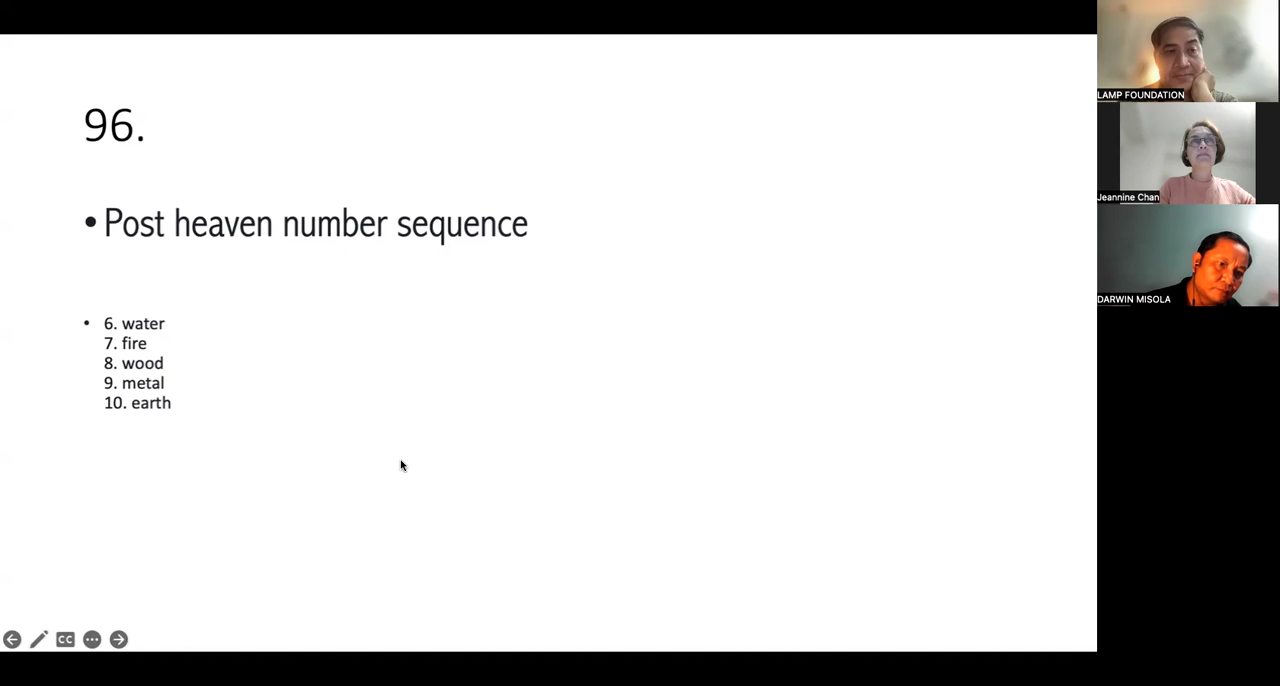 96.
• Post heaven number sequence
• 6. water
7. fire
8. wood
9. metal
10. earth
CC
LAMP FOUNDATION
Jeannine Chan
DARWIN MISOLA